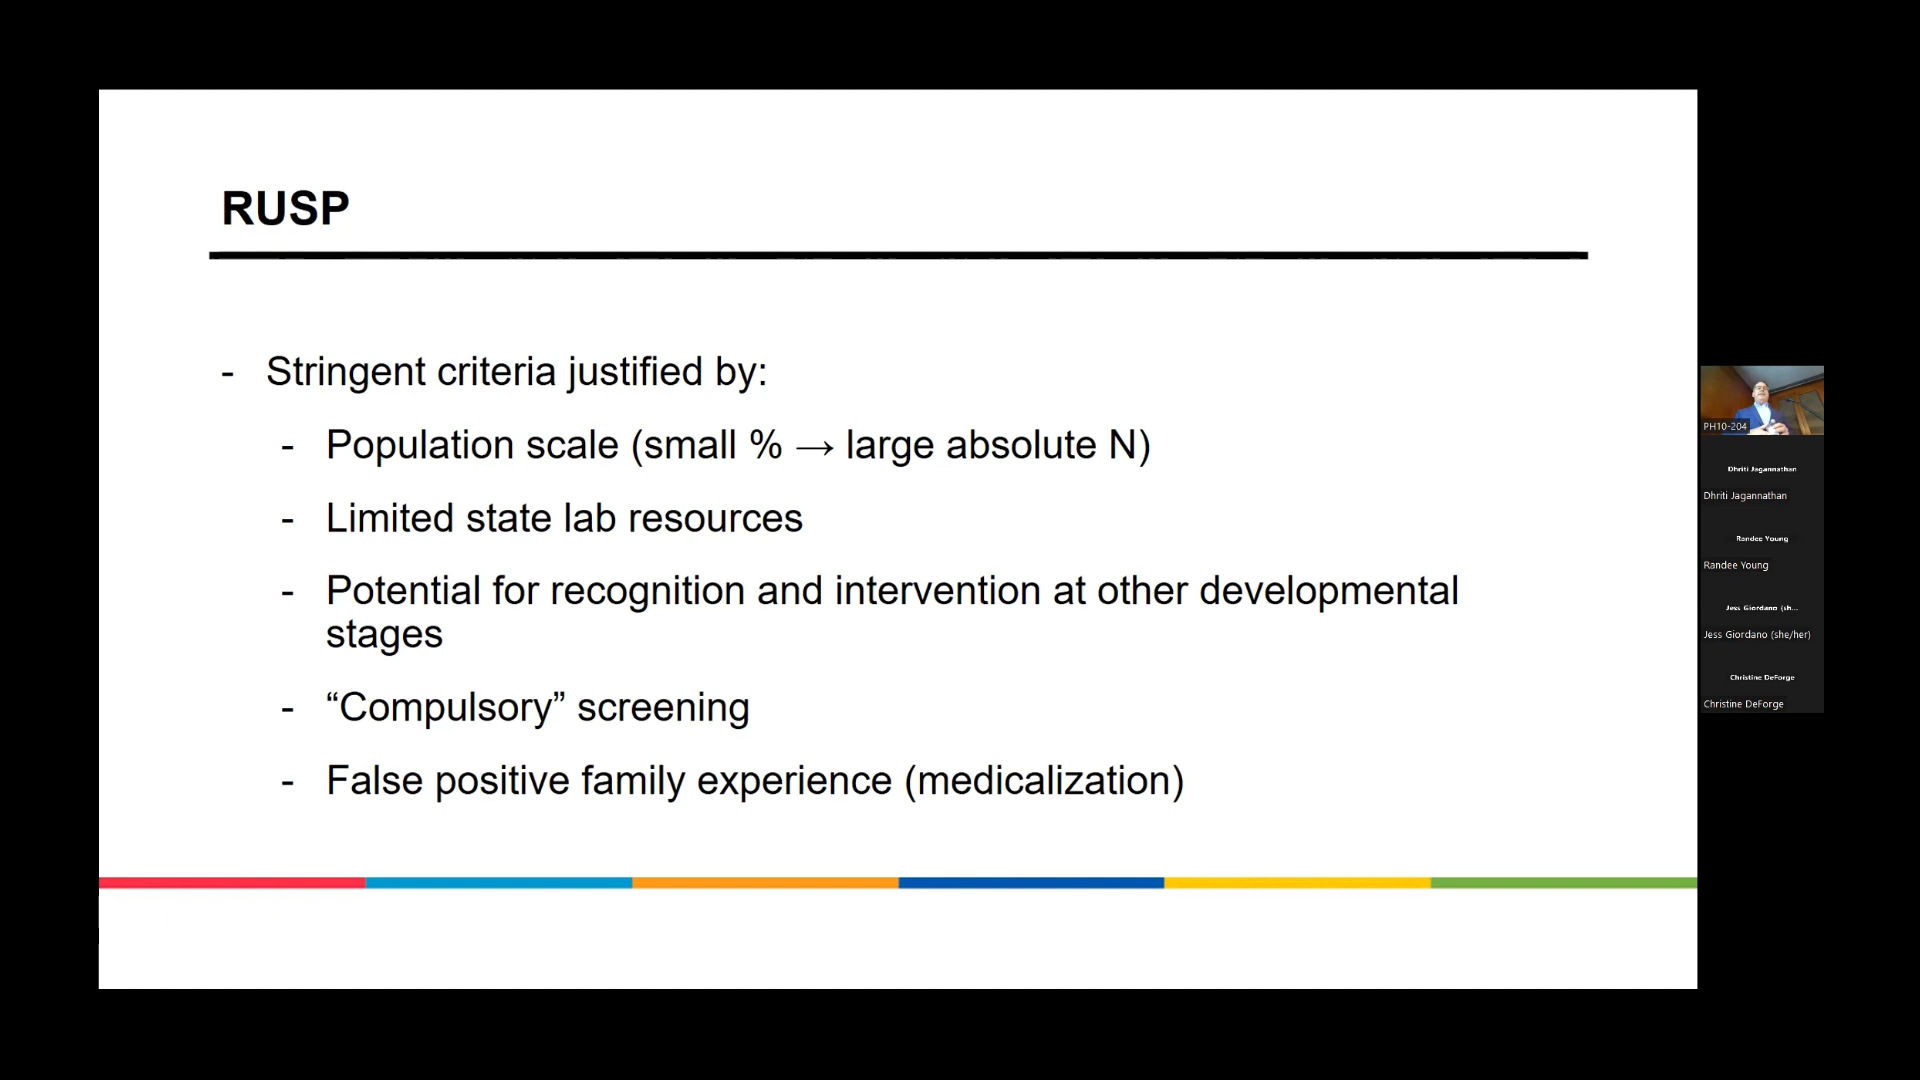 RUSP
- Stringent criteria justified by:
- Population scale (small % → large absolute N)
- Limited state lab resources
- Potential for recognition and intervention at other developmental
stages
- “Compulsory” screening
- False positive family experience (medicalization)
PH10-204
Dhriti Jagannathan
Dhriti Jagannathan
Randee Young
Randee Young
Jess Giordano (sh...
Jess Giordano (she/her)
Christine DeForge
Christine DeForge